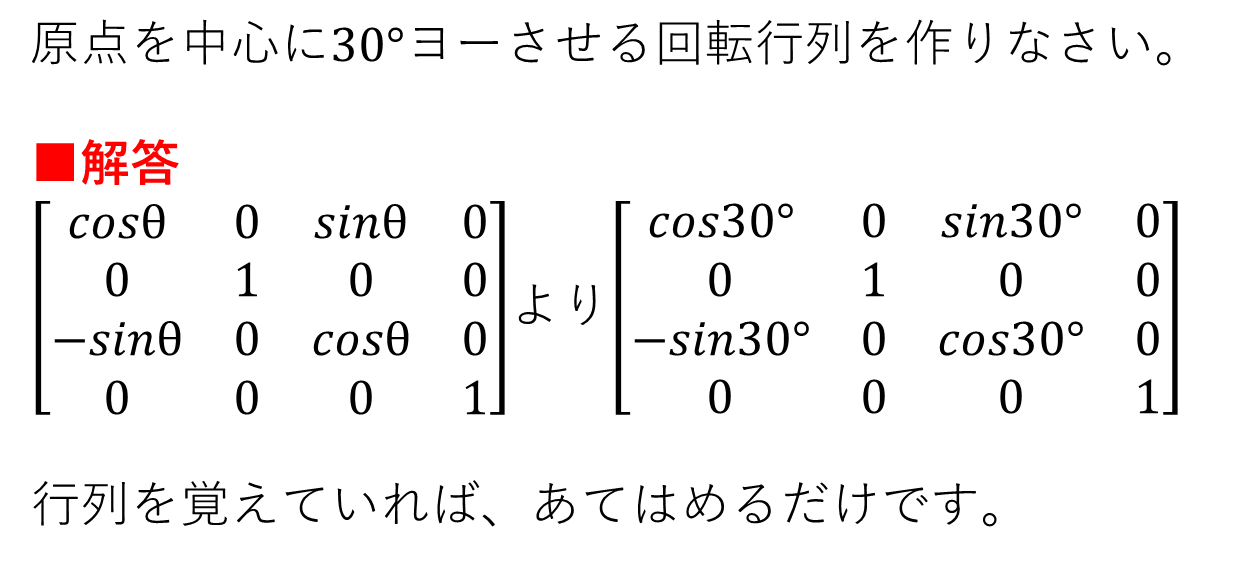 原点を中心に30°ヨーさせる回転行列を作りなさい。
■解答
cosθ 0 sinθ 0 cos30° 0 sin30° 0
0 1 0 0 0 1 0 0
より
−sinθ 0 cosθ 0 −sin30° 0 cos30° 0
0 0 0 1 0 0 0 1
行列を覚えていれば、あてはめるだけです。